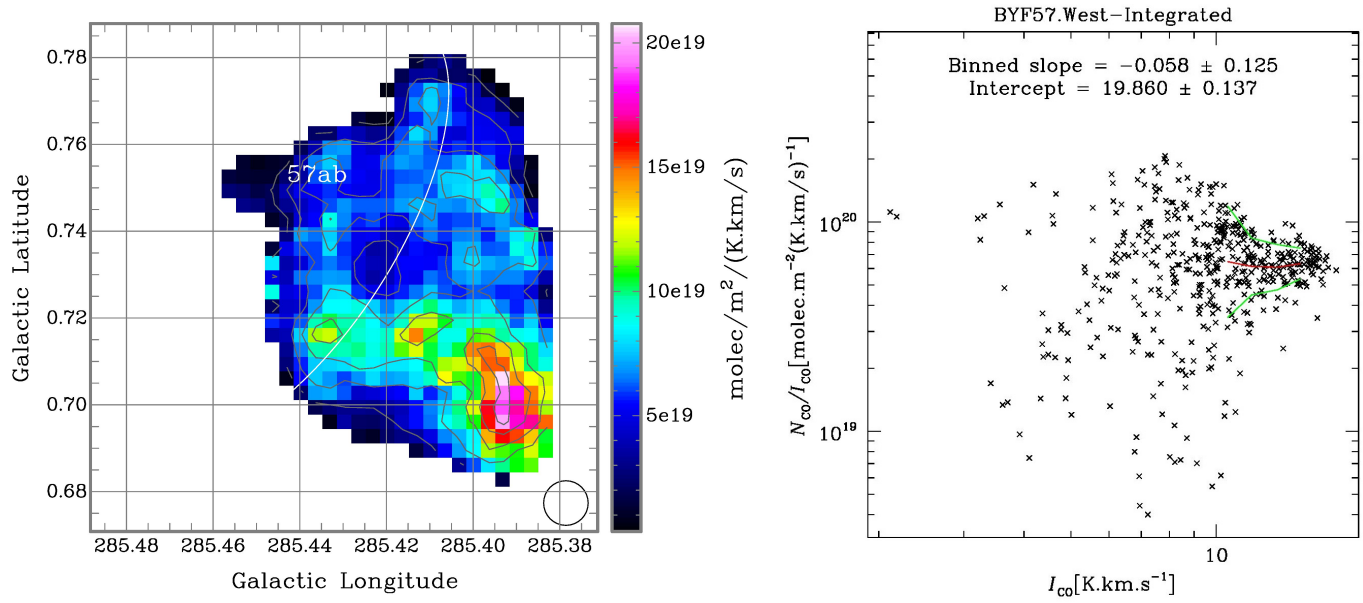 0.78
0.76
0.74
0.72
0.70
0.68
Galactic Latitude
57ab
285.48 285.46 285.44 285.42 285.40 285.38
Galactic Longitude
20e19
15e19
10e19
5e19
molec/m²/(K.km/s)
BYF57.West−Integrated
Binned slope = −0.058 ± 0.125
Intercept = 19.860 ± 0.137
N_CO/I_CO[molec.m⁻²(K.km/s)⁻¹]
10²⁰
10¹⁹
10
I_CO[K.km.s⁻¹]